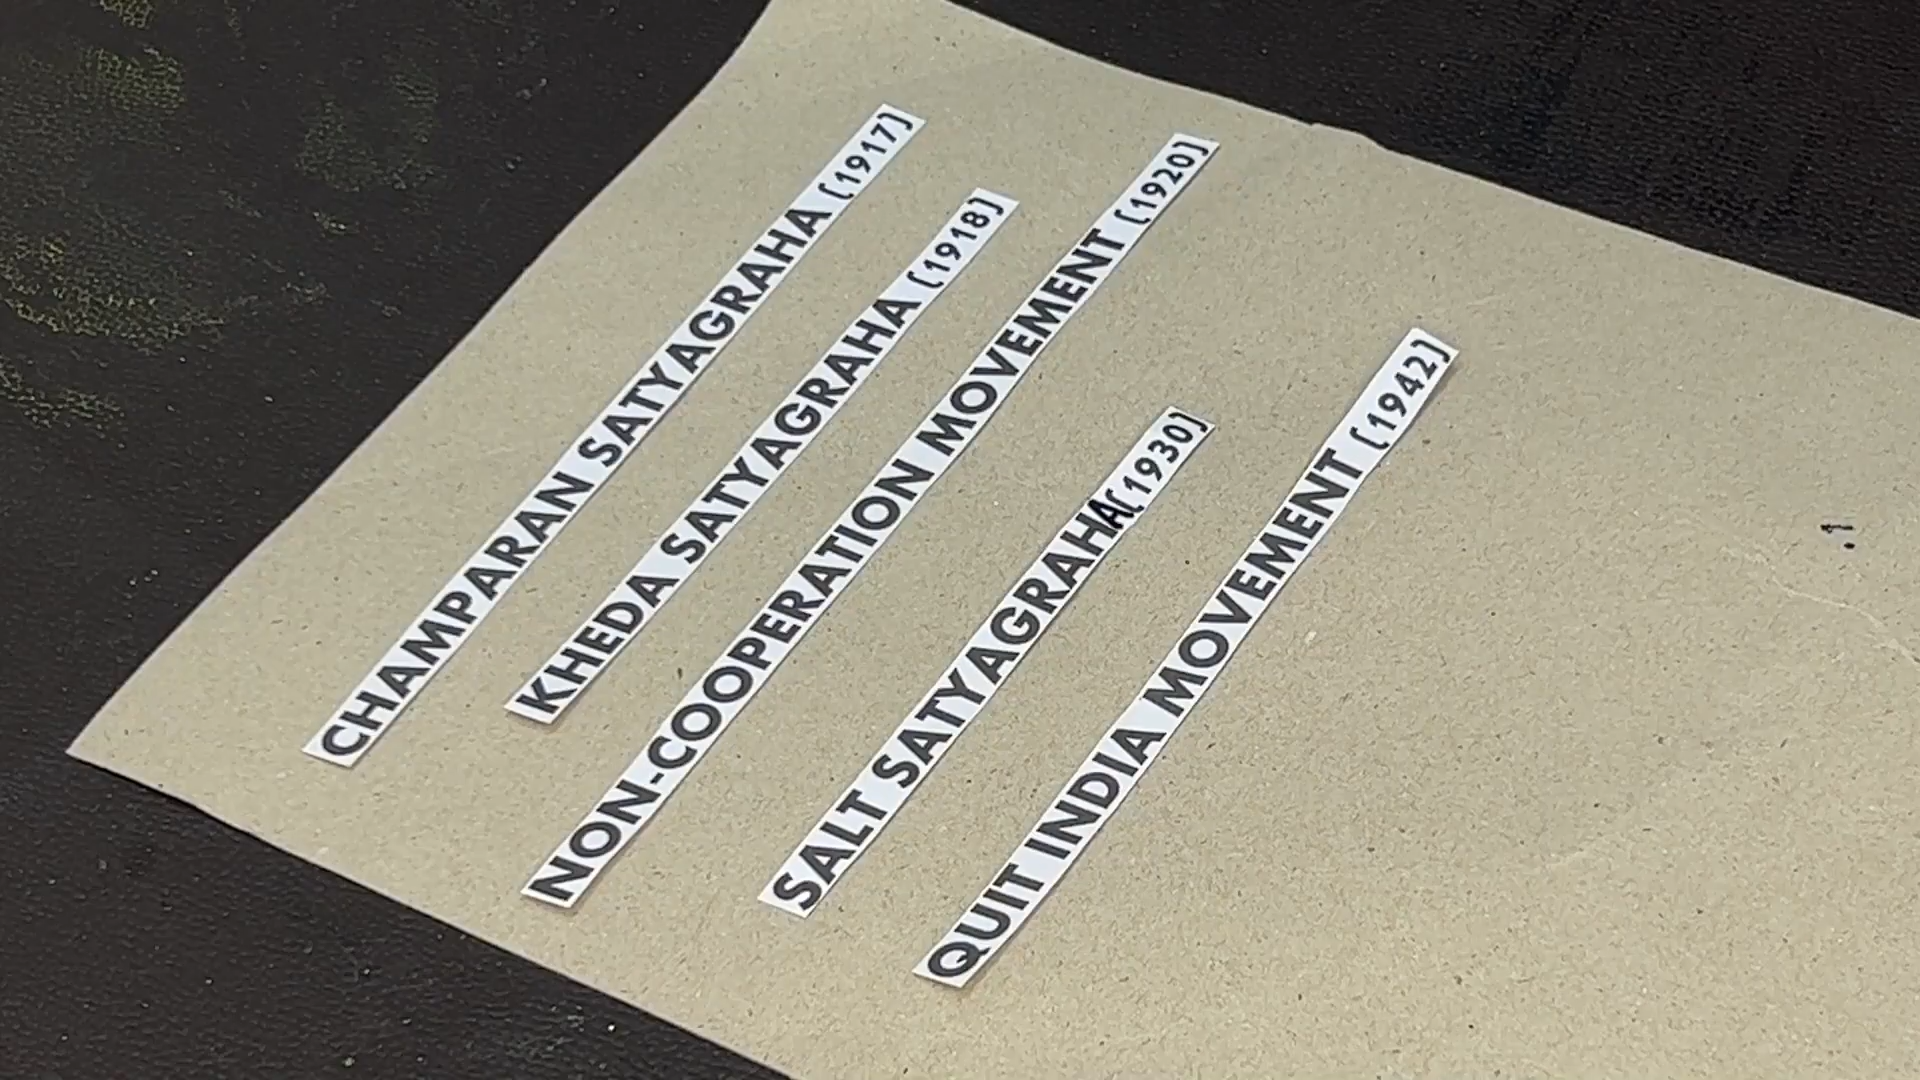 CHAMPARAN SATYAGRAHA (1917)
KHEDA SATYAGRAHA (1918)
NON-COOPERATION MOVEMENT (1920)
SALT SATYAGRAHA(1930)
QUIT INDIA MOVEMENT (1942)